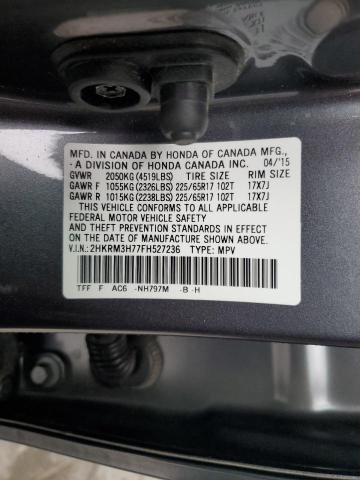 MFD. IN CANADA BY HONDA OF CANADA MFG.,
- A DIVISION OF HONDA CANADA INC. 04/'15
GVWR 2050KG (4519LBS) TIRE SIZE RIM SIZE
GAWR F 1055KG (2326LBS) 225/65R17 102T 17X7J
GAWR R 1015KG (2238LBS) 225/65R17 102T 17X7J
THIS VEHICLE CONFORMS TO ALL APPLICABLE
FEDERAL MOTOR VEHICLE SAFETY AND
THEFT PREVENTION STANDARDS IN EFFECT ON
THE DATE OF MANUFACTURE SHOWN ABOVE.
V.I.N.: 2HKRM3H77FH527236 TYPE: MPV
TFF F AC6 -NH797M -B -H